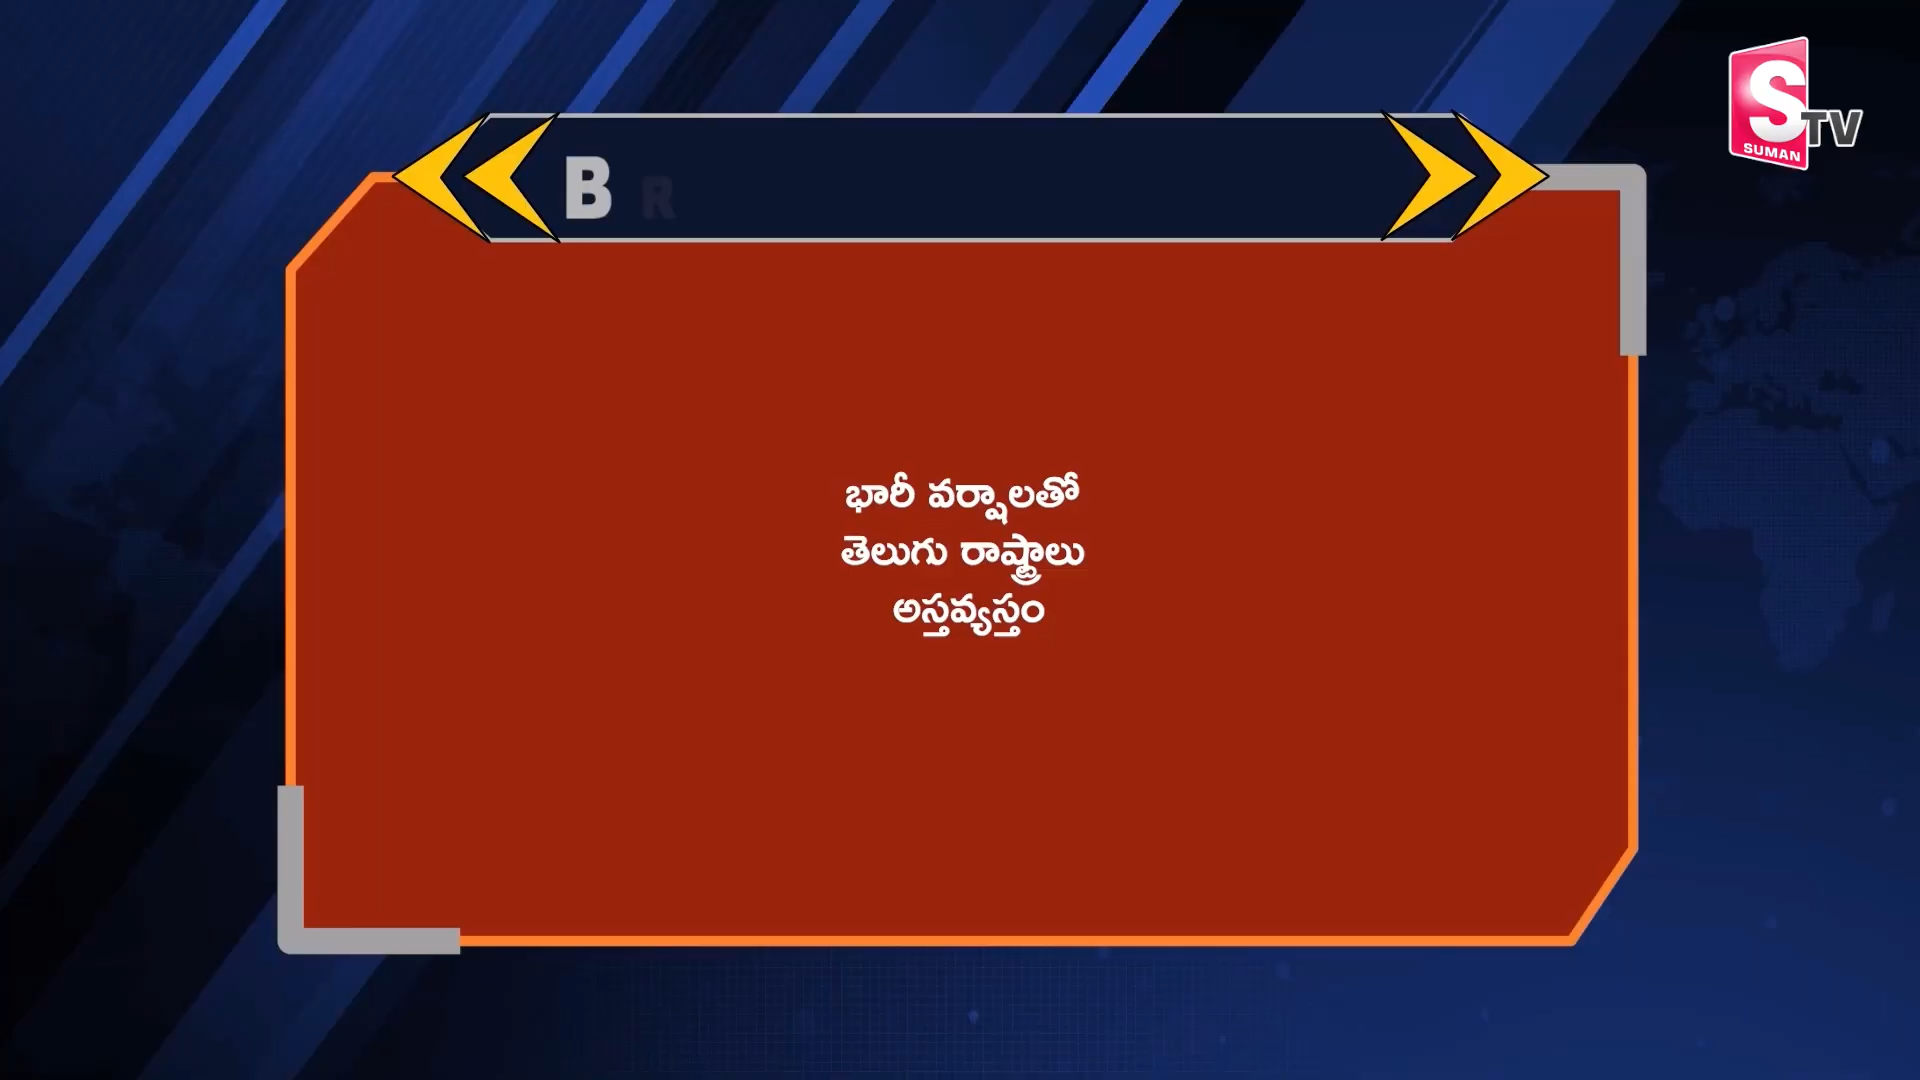 S
TV
SUMAN
B R
భారీ వర్షాలతో
తెలుగు రాష్ట్రాలు
అస్తవ్యస్తం